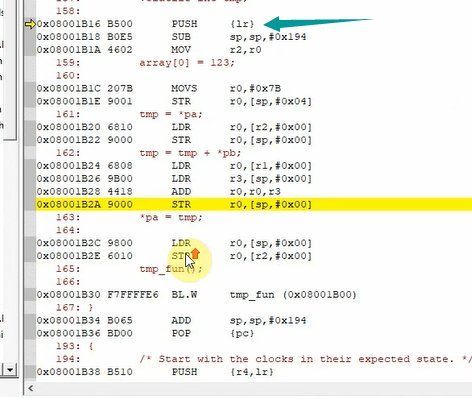 158:
0x08001B16 B500 PUSH {lr}
0x08001B18 B0E5 SUB sp,sp,#0x194
0x08001B1A 4602 MOV r2,r0
159: array[0] = 123;
160:
0x08001B1C 207B MOVS r0,#0x7B
0x08001B1E 9001 STR r0,[sp,#0x04]
161: tmp = *pa;
0x08001B20 6810 LDR r0,[r2,#0x00]
0x08001B22 9000 STR r0,[sp,#0x00]
162: tmp = tmp + *pb;
0x08001B24 6808 LDR r0,[r1,#0x00]
0x08001B26 9B00 LDR r3,[sp,#0x00]
0x08001B28 4418 ADD r0,r0,r3
0x08001B2A 9000 STR r0,[sp,#0x00]
163: *pa = tmp;
164:
0x08001B2C 9800 LDR r0,[sp,#0x00]
0x08001B2E 6010 STR r0,[r2,#0x00]
165: tmp_fun();
166:
0x08001B30 F7FFFFE6 BL.W tmp_fun (0x08001B00)
167: }
0x08001B34 B065 ADD sp,sp,#0x194
0x08001B36 BD00 POP {pc}
193: {
194: /* Start with the clocks in their expected state. */
0x08001B38 B510 PUSH {r4,lr}